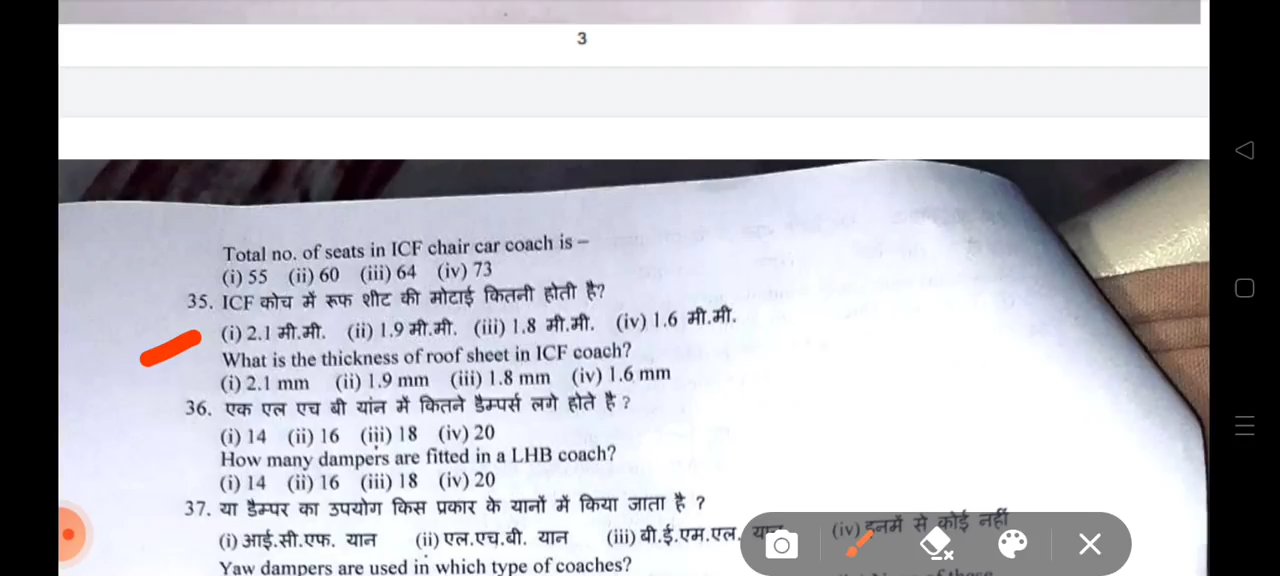 3
Total no. of seats in ICF chair car coach is –
(i) 55 (ii) 60 (iii) 64 (iv) 73
35. ICF कोच में रूफ शीट की मोटाई कितनी होती है?
(i) 2.1 मी.मी. (ii) 1.9 मी.मी. (iii) 1.8 मी.मी. (iv) 1.6 मी.मी.
What is the thickness of roof sheet in ICF coach?
(i) 2.1 mm (ii) 1.9 mm (iii) 1.8 mm (iv) 1.6 mm
36. एक एल एच बी यांन में कितने डैम्पर्स लगे होते है ?
(i) 14 (ii) 16 (iii) 18 (iv) 20
How many dampers are fitted in a LHB coach?
(i) 14 (ii) 16 (iii) 18 (iv) 20
37. या डैम्पर का उपयोग किस प्रकार के यानों में किया जाता है ?
(i) आई.सी.एफ. यान (ii) एल.एच.बी. यान (iii) बी.ई.एम.एल. (iv) इनमें से कोई नहीं
Yaw dampers are used in which type of coaches?